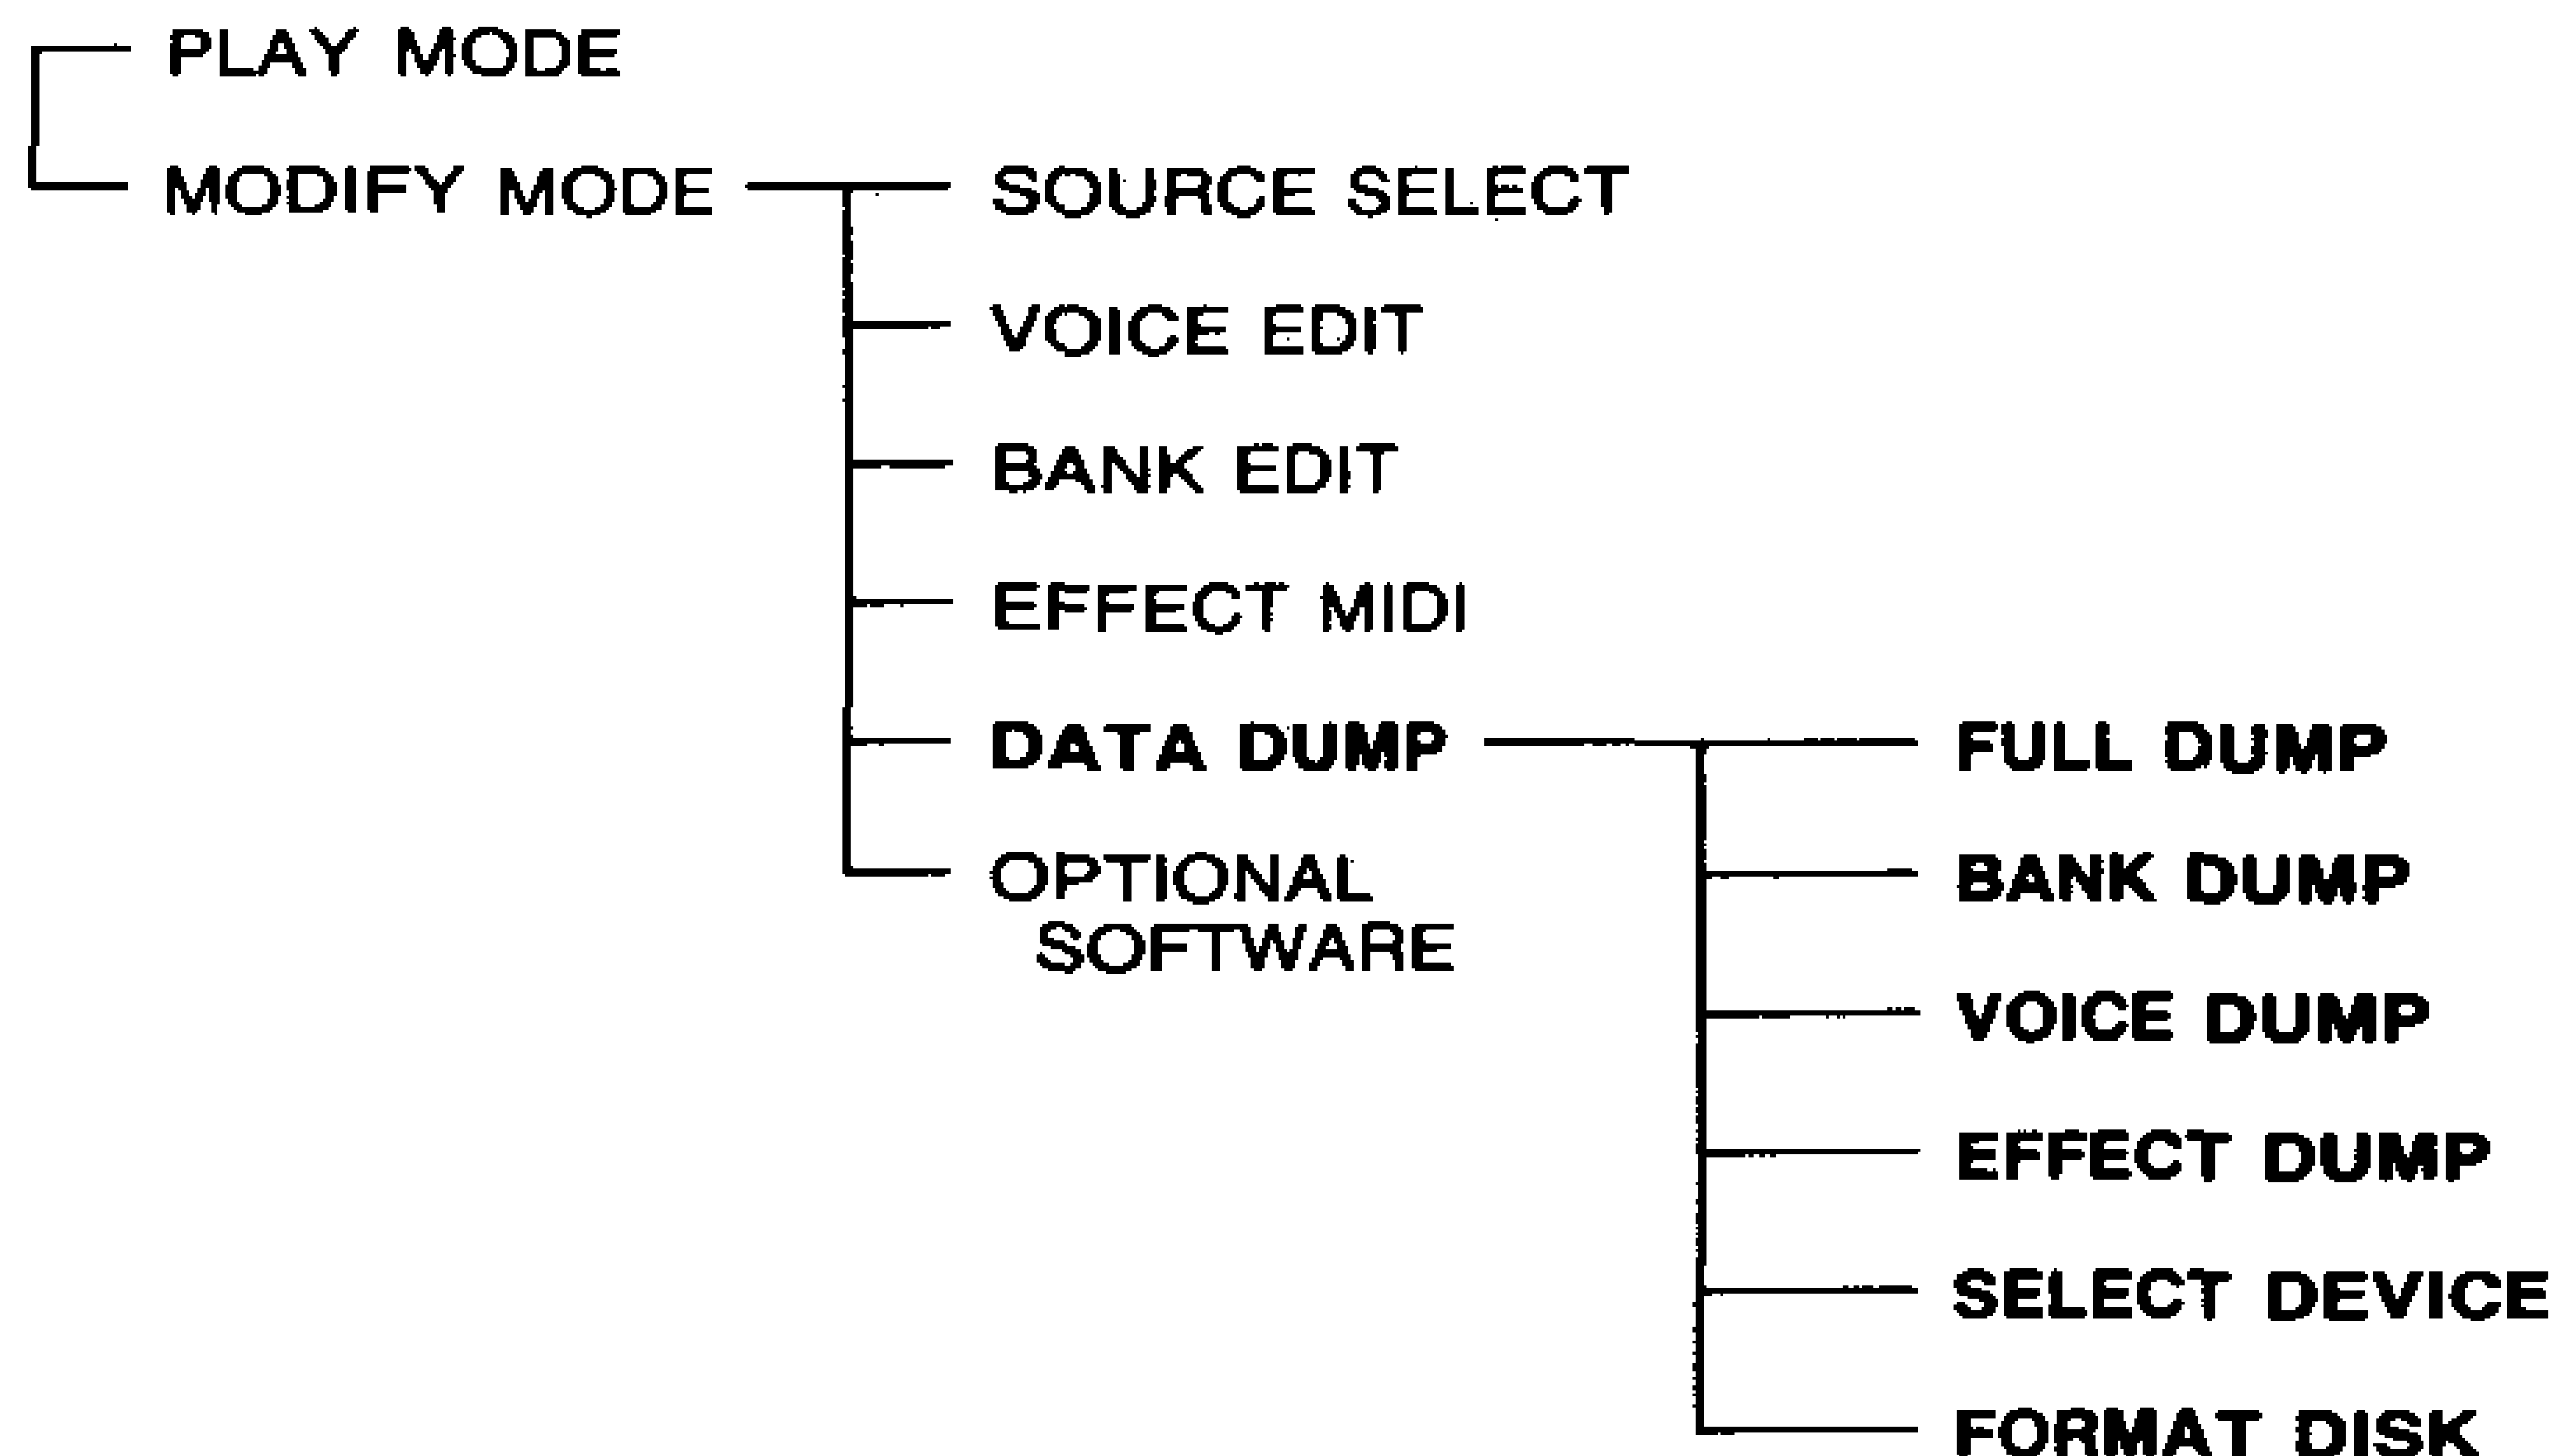 PLAY MODE
MODIFY MODE
SOURCE SELECT
VOICE EDIT
BANK EDIT
EFFECT MIDI
DATA DUMP
OPTIONAL
SOFTWARE
FULL DUMP
BANK DUMP
VOICE DUMP
EFFECT DUMP
SELECT DEVICE
FORMAT DISK